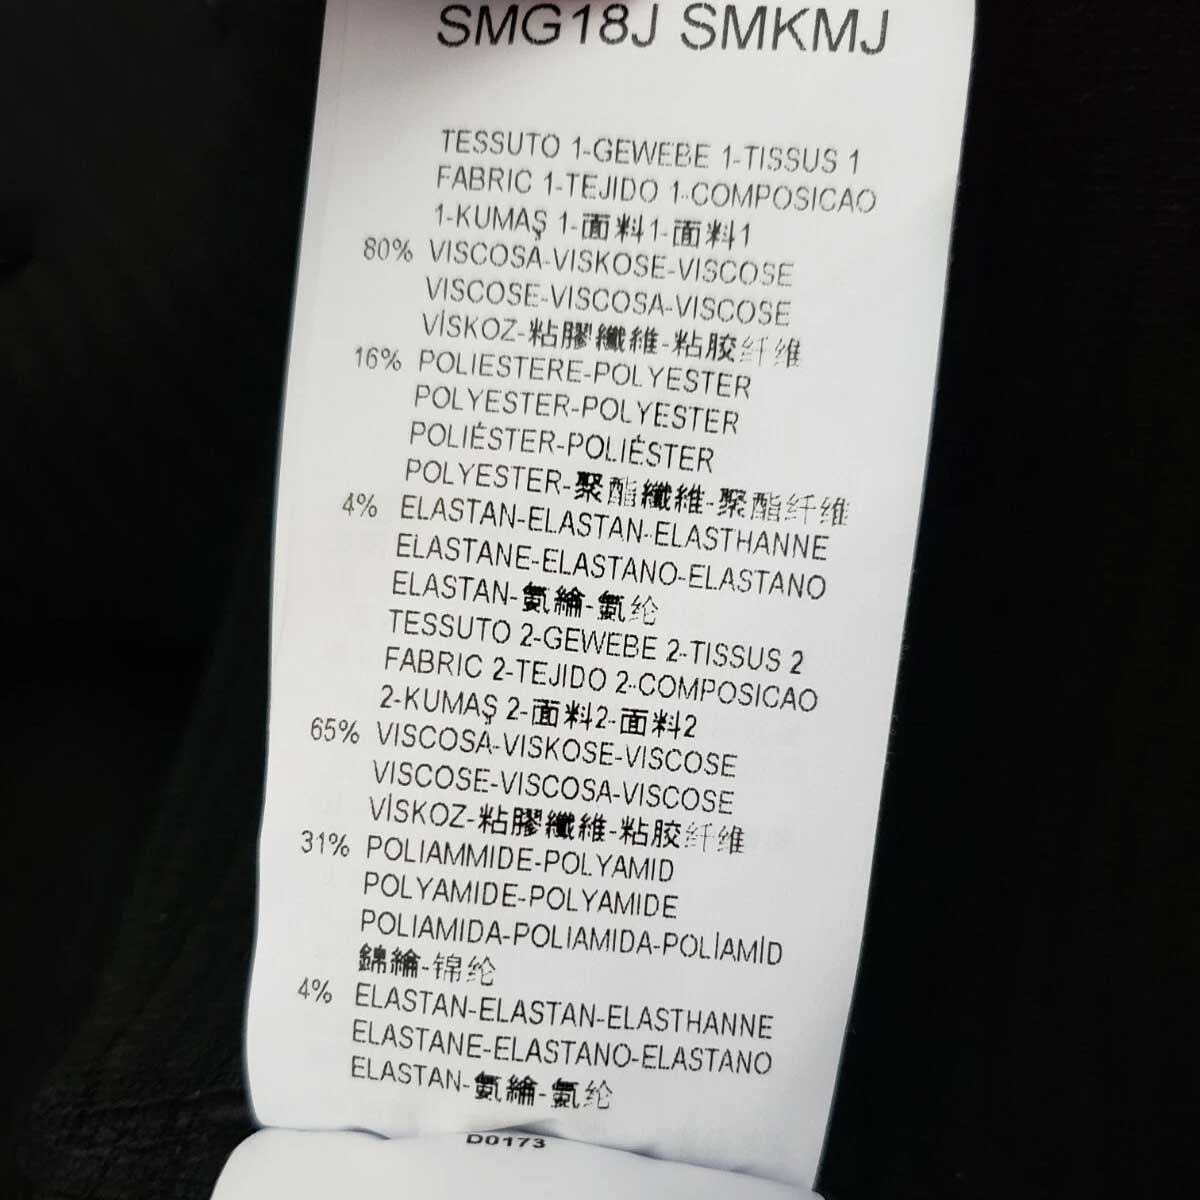 SMG18J SMKMJ
TESSUTO 1-GEWEBE 1-TISSUS 1
FABRIC 1-TEJIDO 1-COMPOSICAO
1-KUMAŞ 1-面料1-面料1
80% VISCOSA-VISKOSE-VISCOSE
VISCOSE-VISCOSA-VISCOSE
VİSKOZ-粘膠纖維-粘胶纤维
16% POLIESTERE-POLYESTER
POLYESTER-POLYESTER
POLIÉSTER-POLIÉSTER
POLYESTER-聚酯纖維-聚酯纤维
4% ELASTAN-ELASTAN-ELASTHANNE
ELASTANE-ELASTANO-ELASTANO
ELASTAN-氨綸-氨纶
TESSUTO 2-GEWEBE 2-TISSUS 2
FABRIC 2-TEJIDO 2-COMPOSICAO
2-KUMAŞ 2-面料2-面料2
65% VISCOSA-VISKOSE-VISCOSE
VISCOSE-VISCOSA-VISCOSE
VİSKOZ-粘膠纖維-粘胶纤维
31% POLIAMMIDE-POLYAMID
POLYAMIDE-POLYAMIDE
POLIAMIDA-POLIAMIDA-POLİAMİD
錦綸-锦纶
4% ELASTAN-ELASTAN-ELASTHANNE
ELASTANE-ELASTANO-ELASTANO
ELASTAN-氨綸-氨纶
D0173